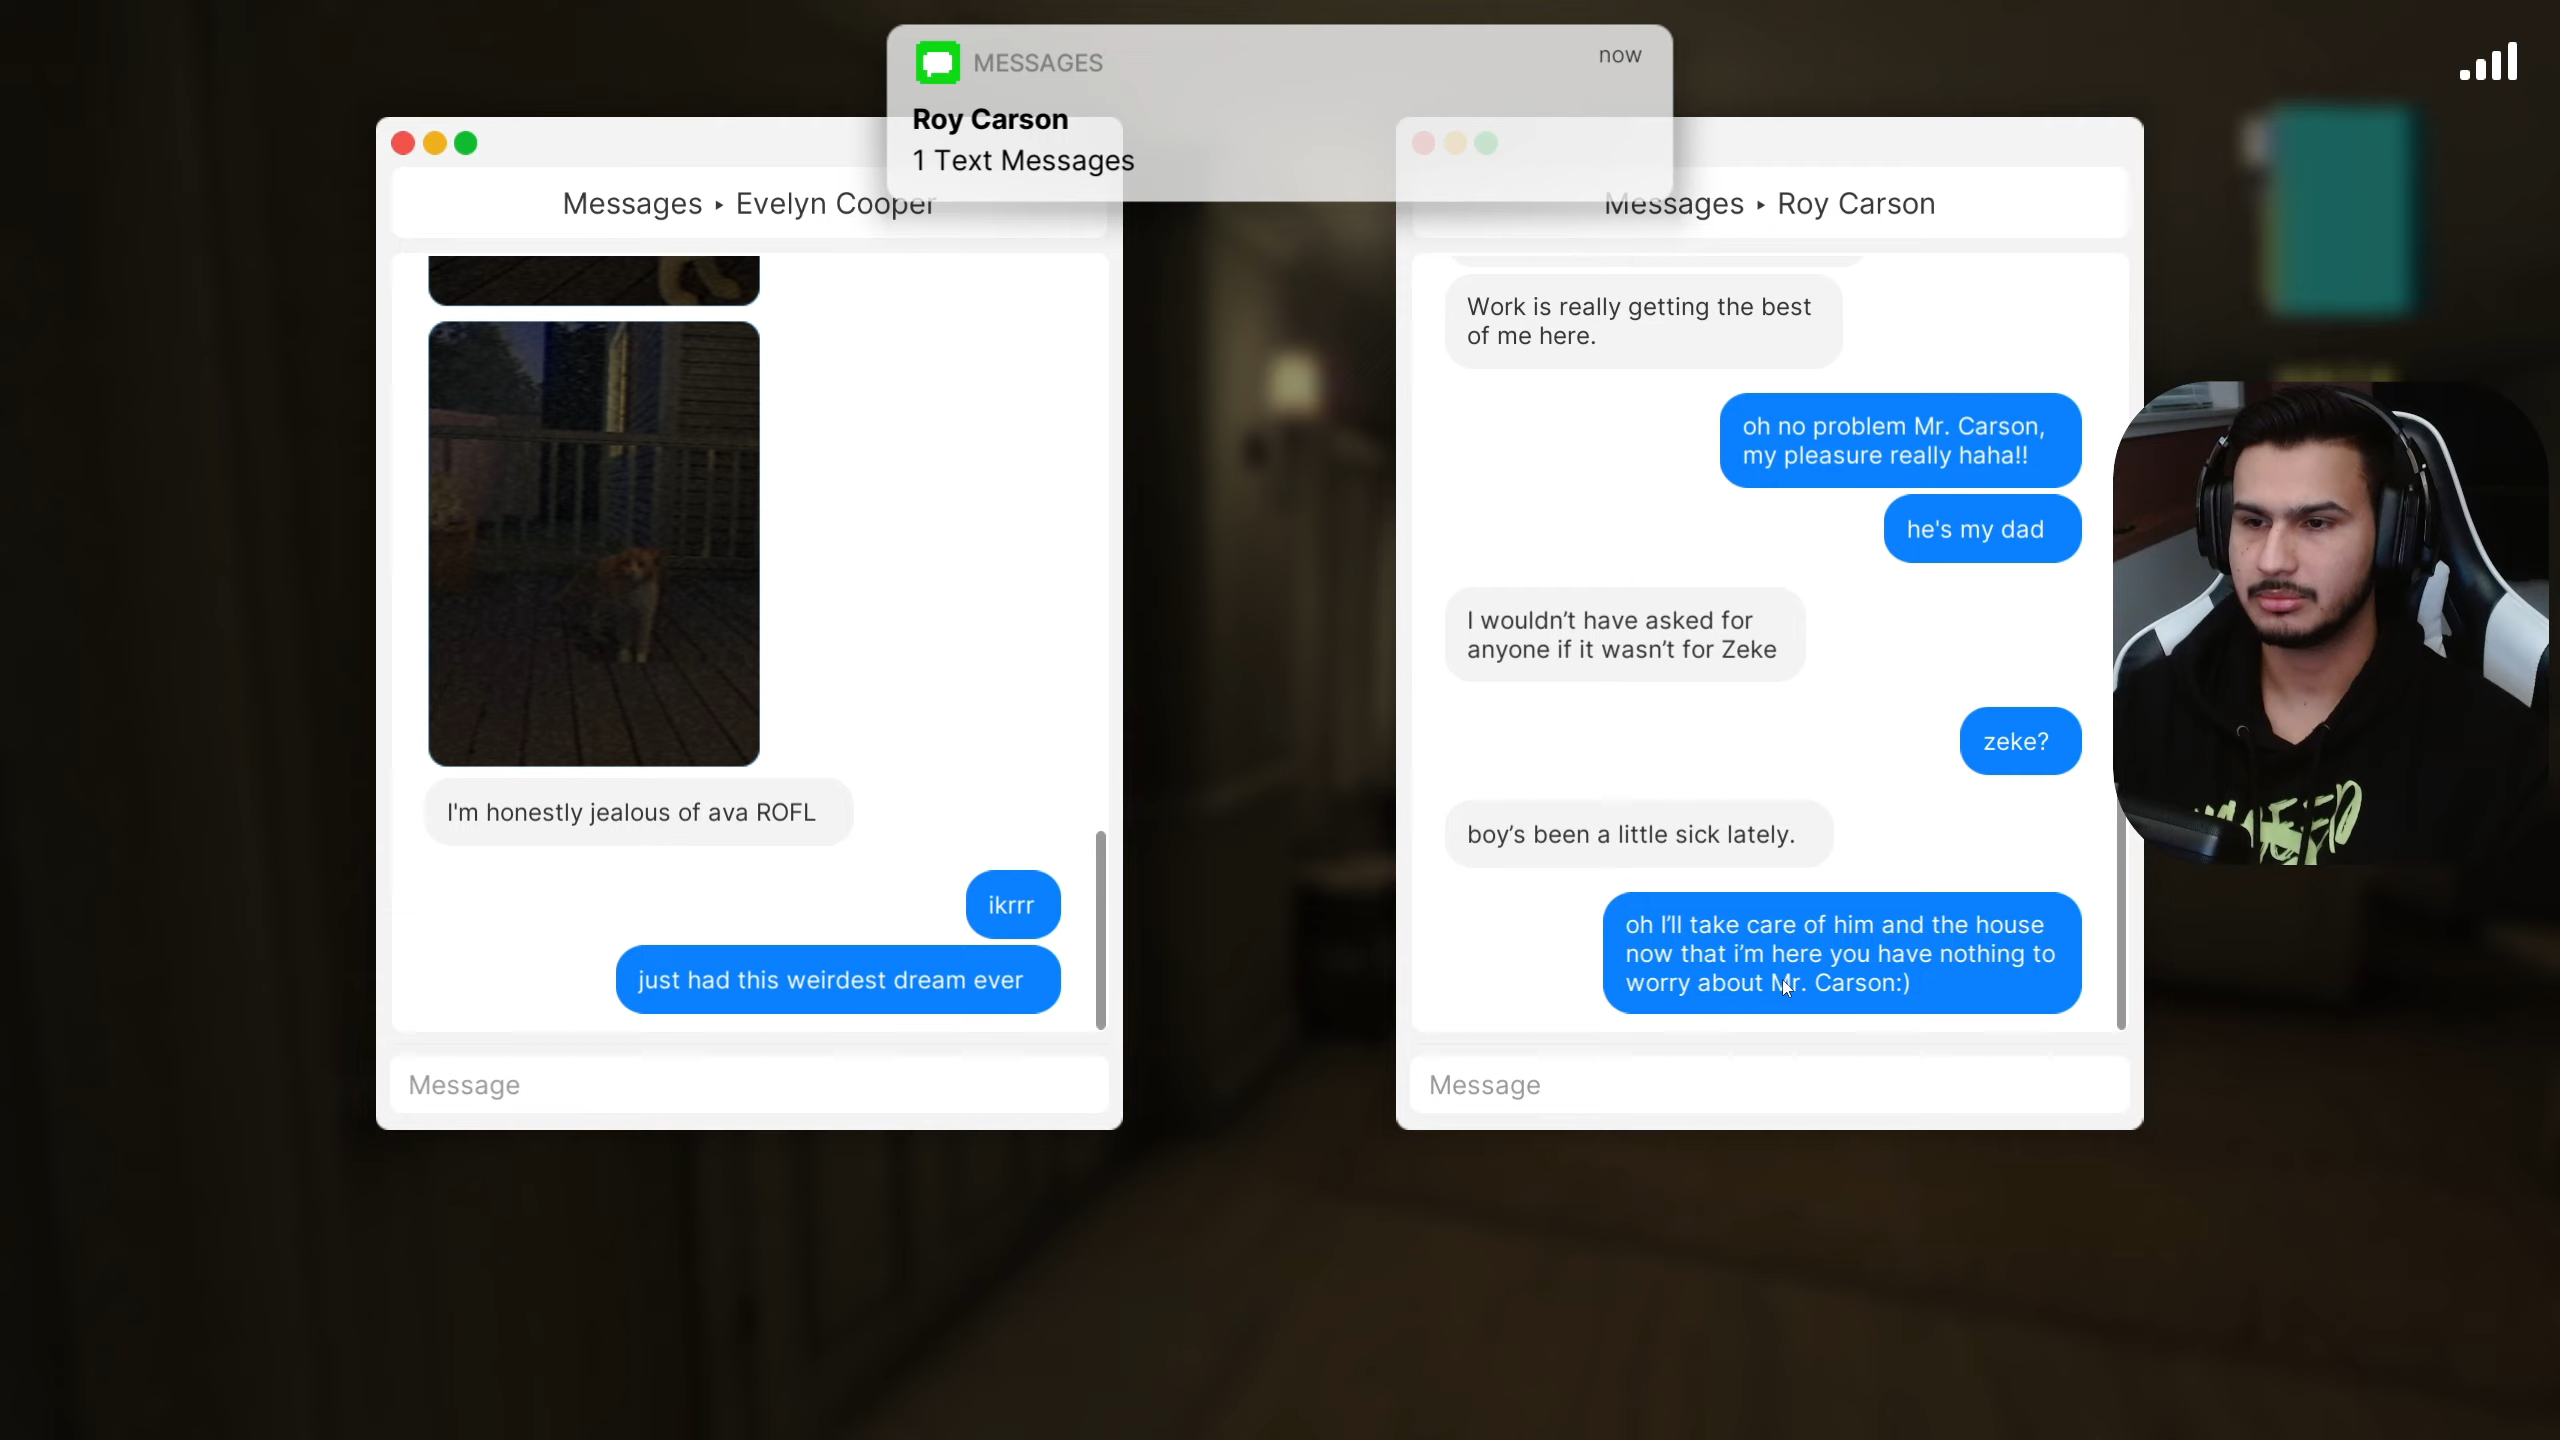 MESSAGES
now
Roy Carson
1 Text Messages
Messages ‣ Evelyn Cooper
I'm honestly jealous of ava ROFL
ikrrr
just had this weirdest dream ever
Message
Messages ‣ Roy Carson
Work is really getting the best
of me here.
oh no problem Mr. Carson,
my pleasure really haha!!
he's my dad
I wouldn’t have asked for
anyone if it wasn’t for Zeke
zeke?
boy’s been a little sick lately.
oh I’ll take care of him and the house
now that i’m here you have nothing to
worry about Mr. Carson:)
Message